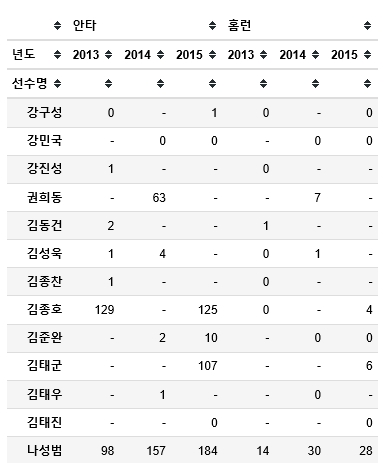 안타 홈런
년도 2013 2014 2015 2013 2014 2015
선수명
강구성 0 - 1 0 - 0
강민국 - 0 0 - 0 0
강진성 1 - - 0 - -
권희동 - 63 - - 7 -
김동건 2 - - 1 - -
김성욱 1 4 - 0 1 -
김종찬 1 - - 0 - -
김종호 129 - 125 0 - 4
김준완 - 2 10 - 0 0
김태군 - - 107 - - 6
김태우 - 1 - - 0 -
김태진 - - 0 - - 0
나성범 98 157 184 14 30 28